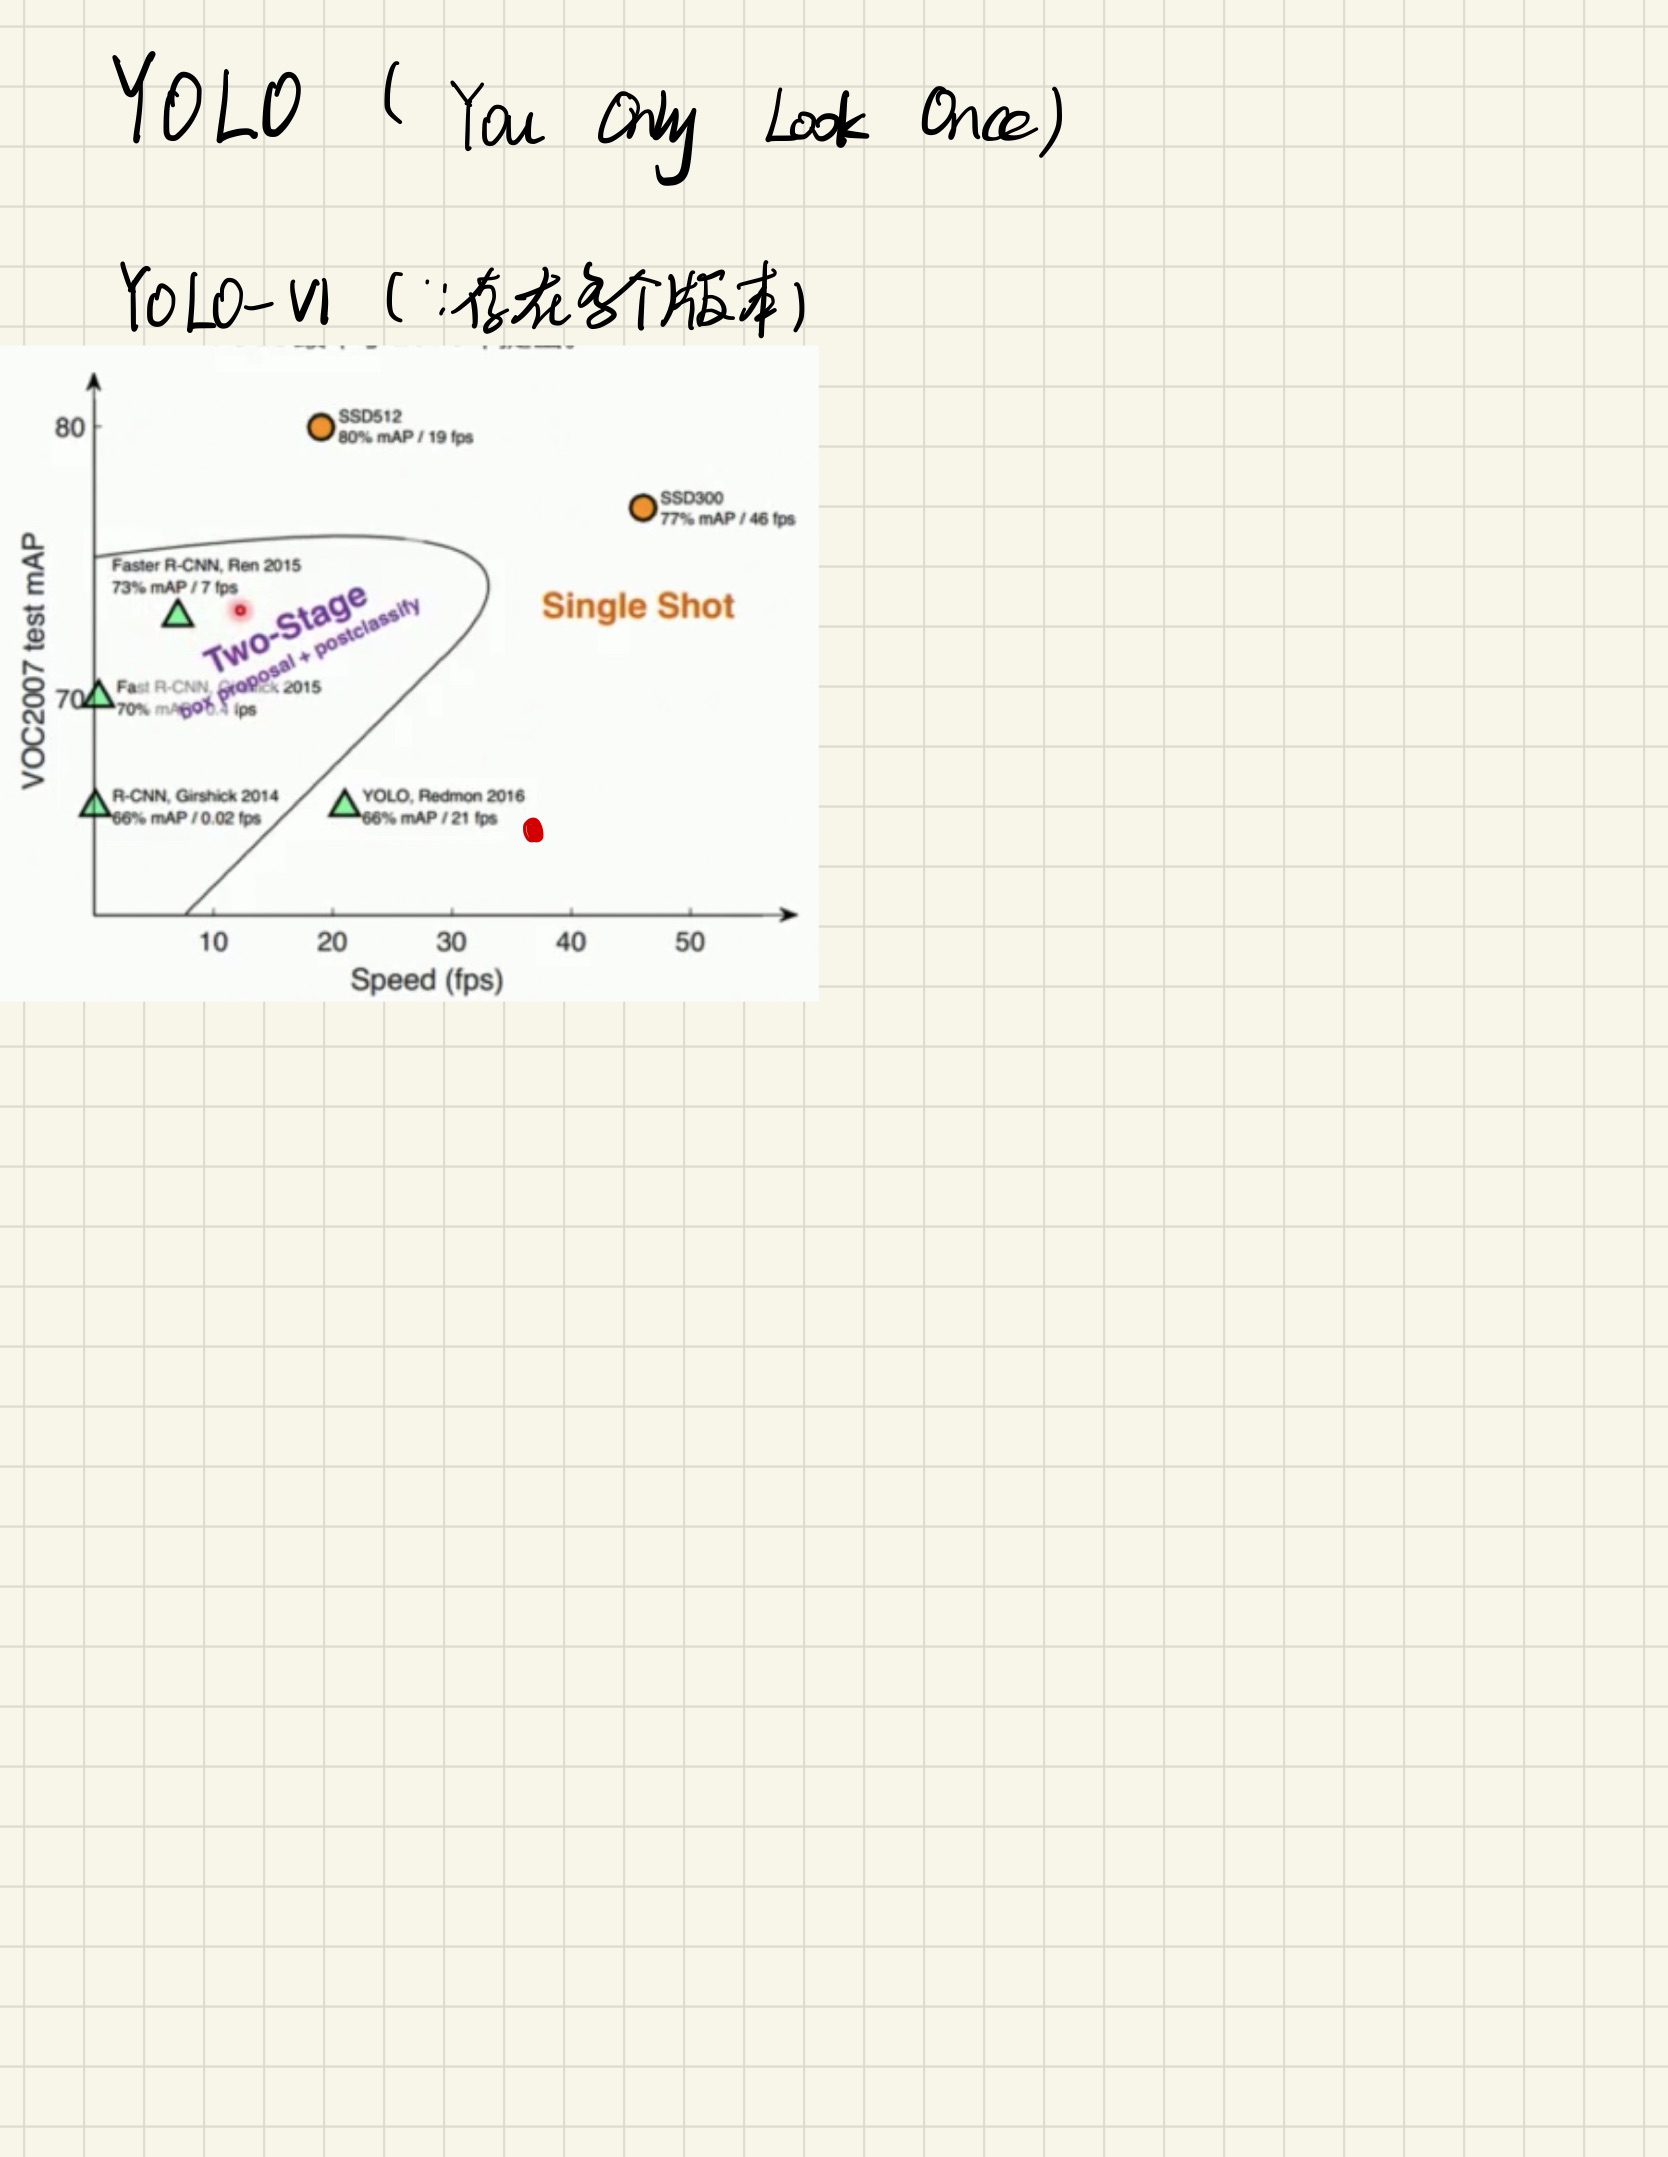 YOLO ( You Only Look Once)
YOLO-V1 (∵存在多个版本)
80
SSD512
80% mAP / 19 fps
SSD300
77% mAP / 46 fps
VOC2007 test mAP
Faster R-CNN, Ren 2015
73% mAP / 7 fps
Two-Stage
box proposal + postclassify
Single Shot
70
Fast R-CNN, Girshick 2015
70% mAP / 0.4 fps
R-CNN, Girshick 2014
66% mAP / 0.02 fps
YOLO, Redmon 2016
66% mAP / 21 fps
10 20 30 40 50
Speed (fps)